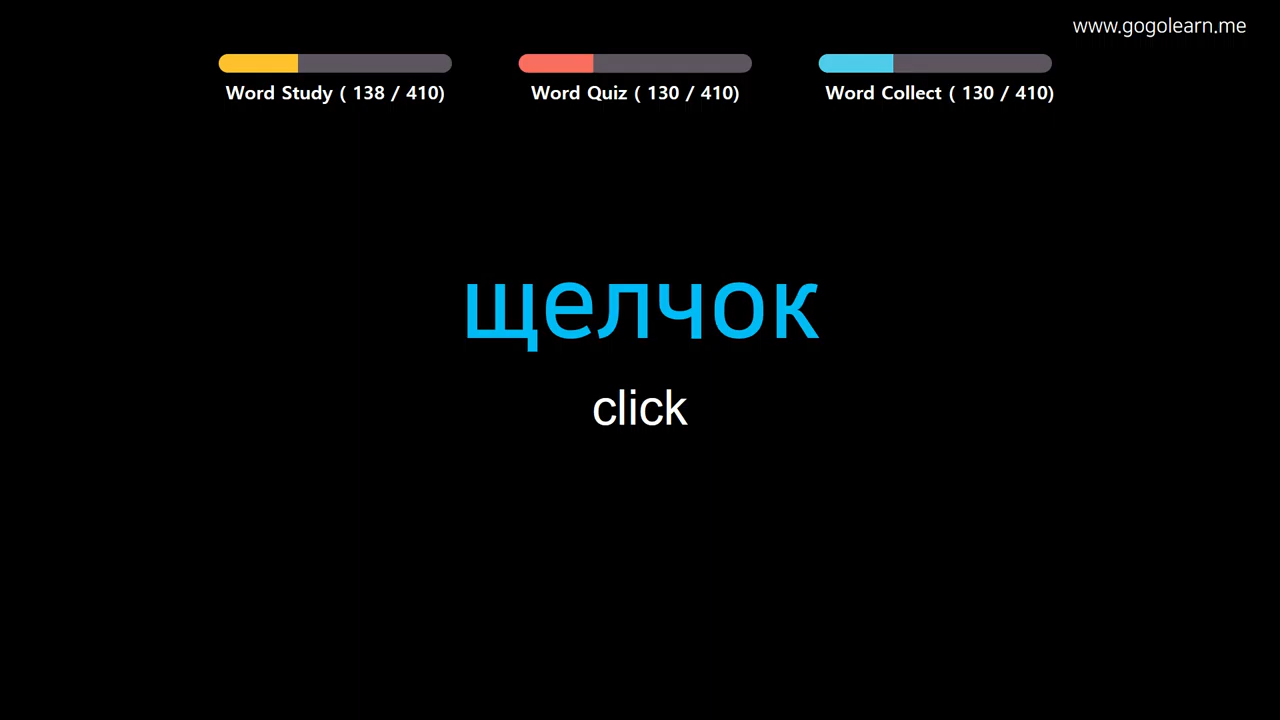 www.gogolearn.me
Word Study ( 138 / 410)
Word Quiz ( 130 / 410)
Word Collect ( 130 / 410)
щелчок
click